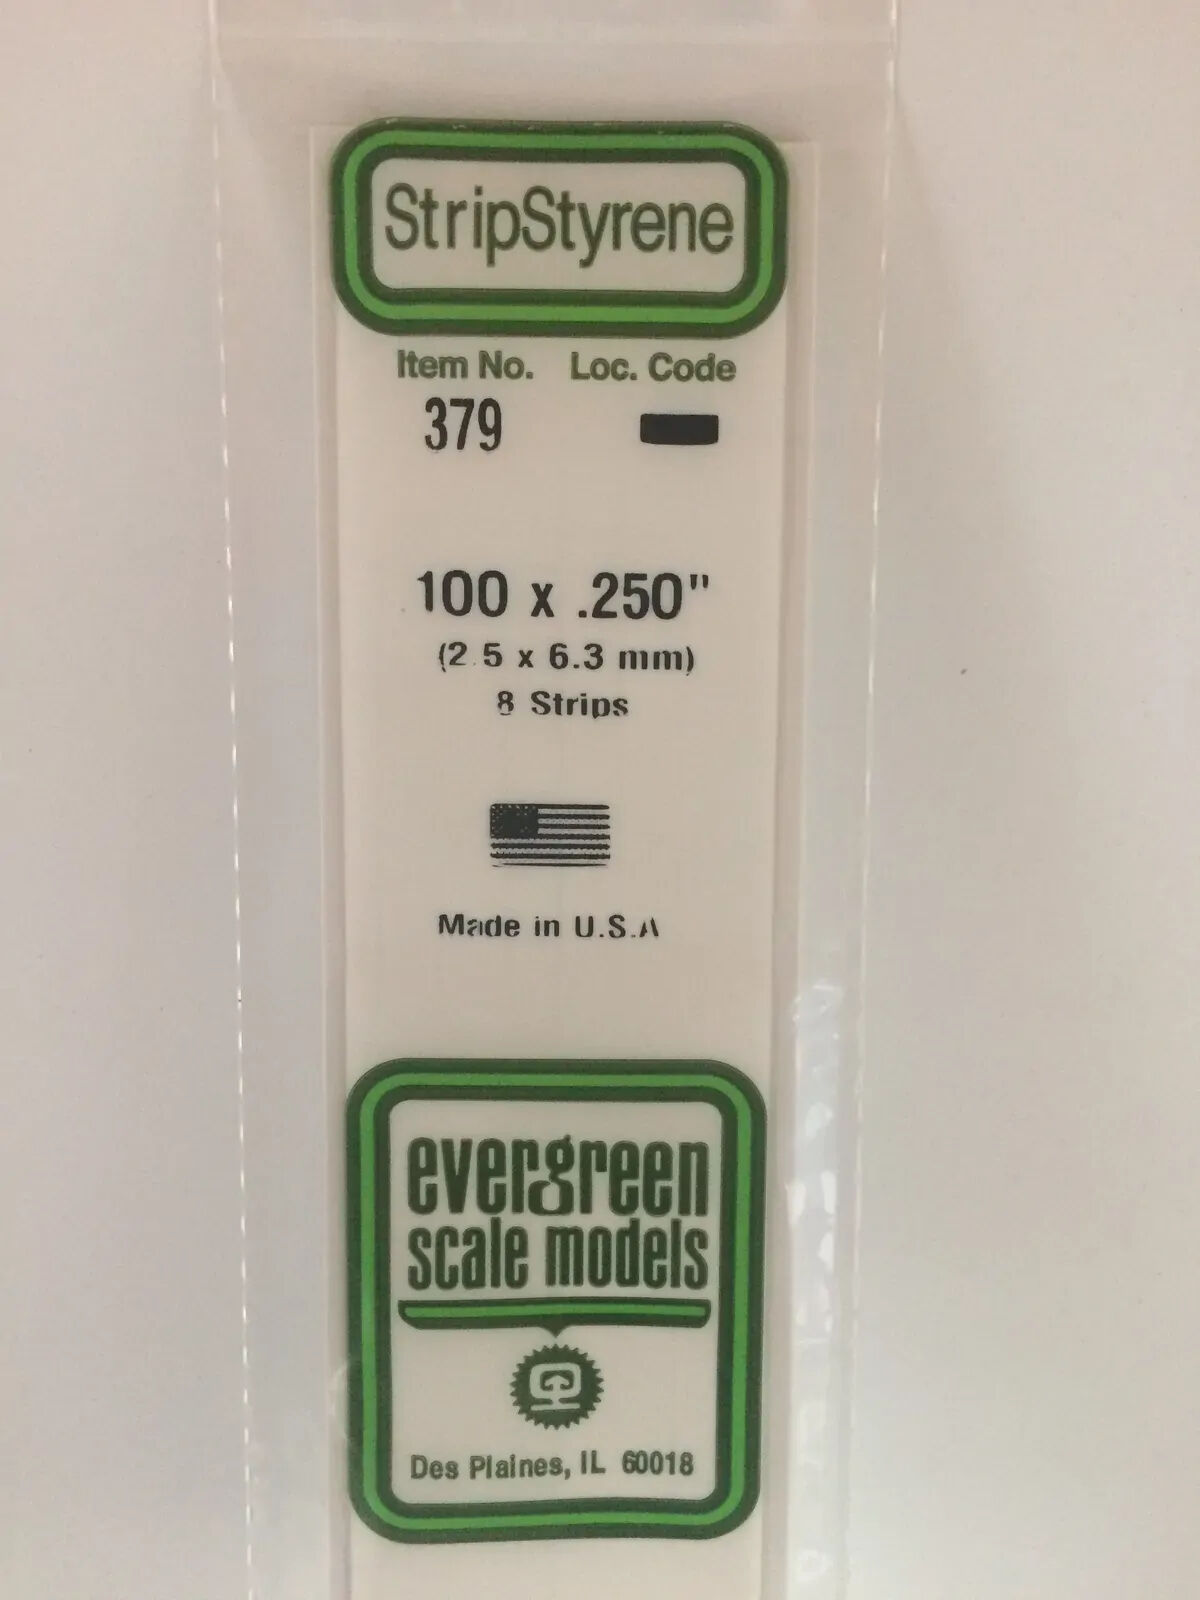 StripStyrene
Item No. Loc. Code
379
.100 x .250"
(2.5 x 6.3 mm)
8 Strips
Made in U.S.A
evergreen
scale models
Des Plaines, IL 60018